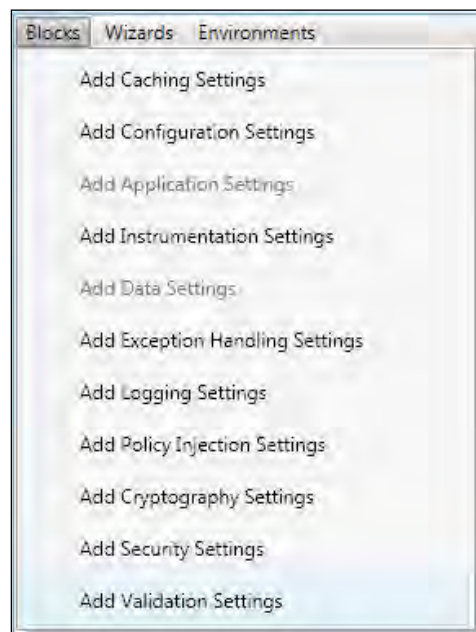 Blocks Wizards Environments
Add Caching Settings
Add Configuration Settings
Add Application Settings
Add Instrumentation Settings
Add Data Settings
Add Exception Handling Settings
Add Logging Settings
Add Policy Injection Settings
Add Cryptography Settings
Add Security Settings
Add Validation Settings